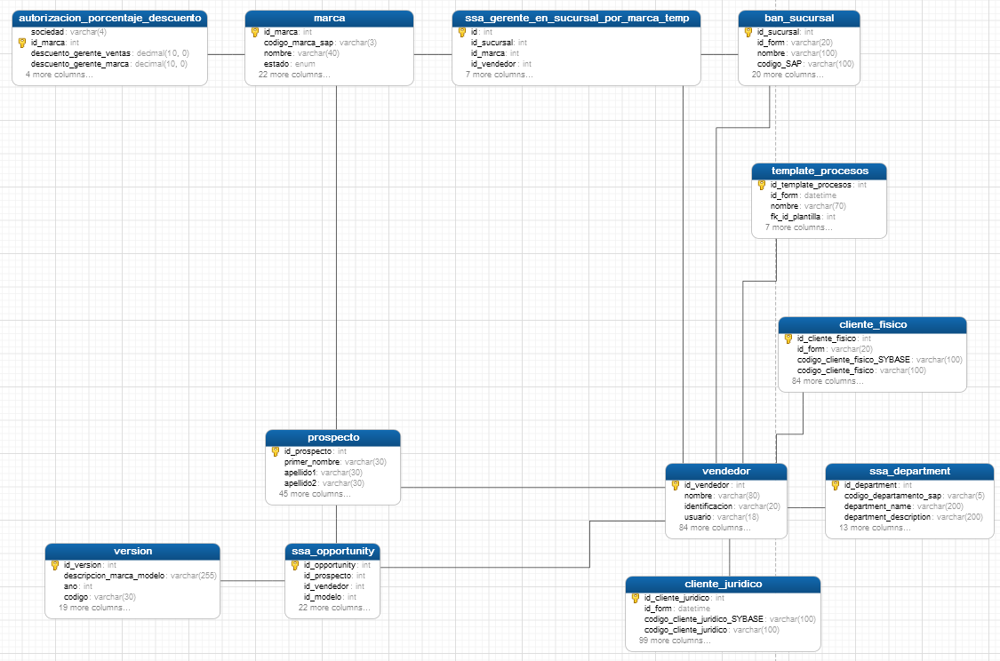 autorizacion_porcentaje_descuento
sociedad: varchar(4)
id_marca: int
descuento_gerente_ventas: decimal(10, 0)
descuento_gerente_marca: decimal(10, 0)
4 more columns...
marca
id_marca: int
codigo_marca_sap: varchar(3)
nombre: varchar(40)
estado: enum
22 more columns...
ssa_gerente_en_sucursal_por_marca_temp
id: int
id_sucursal: int
id_marca: int
id_vendedor: int
7 more columns...
ban_sucursal
id_sucursal: int
id_form: varchar(20)
nombre: varchar(100)
codigo_SAP: varchar(100)
20 more columns...
template_procesos
id_template_procesos: int
id_form: datetime
nombre: varchar(70)
fk_id_plantilla: int
7 more columns...
cliente_fisico
id_cliente_fisico: int
id_form: varchar(20)
codigo_cliente_fisico_SYBASE: varchar(100)
codigo_cliente_fisico: varchar(100)
84 more columns...
prospecto
id_prospecto: int
primer_nombre: varchar(30)
apellido1: varchar(30)
apellido2: varchar(30)
45 more columns...
vendedor
id_vendedor: int
nombre: varchar(80)
identificacion: varchar(20)
usuario: varchar(18)
84 more columns...
ssa_department
id_department: int
codigo_departamento_sap: varchar(5)
department_name: varchar(200)
department_description: varchar(200)
13 more columns...
version
id_version: int
descripcion_marca_modelo: varchar(255)
ano: int
codigo: varchar(30)
19 more columns...
ssa_opportunity
id_opportunity: int
id_prospecto: int
id_vendedor: int
id_modelo: int
22 more columns...
cliente_juridico
id_cliente_juridico: int
id_form: datetime
codigo_cliente_juridico_SYBASE: varchar(100)
codigo_cliente_juridico: varchar(100)
99 more columns...